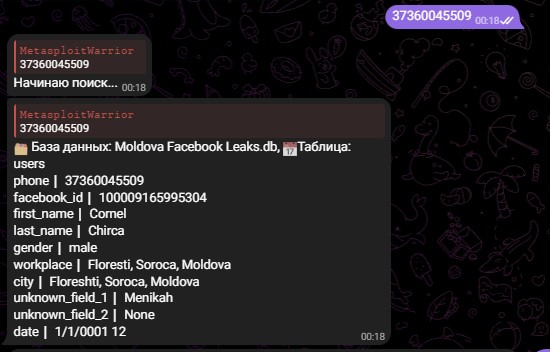 37360045509 00:18
MetasploitWarrior
37360045509
Начинаю поиск... 00:18
MetasploitWarrior
37360045509
База данных: Moldova Facebook Leaks.db, 17 Таблица:
users
phone | 37360045509
facebook_id | 100009165995304
first_name | Cornel
last_name | Chirca
gender | male
workplace | Floresti, Soroca, Moldova
city | Floreshti, Soroca, Moldova
unknown_field_1 | Menikah
unknown_field_2 | None
date | 1/1/0001 12
00:18